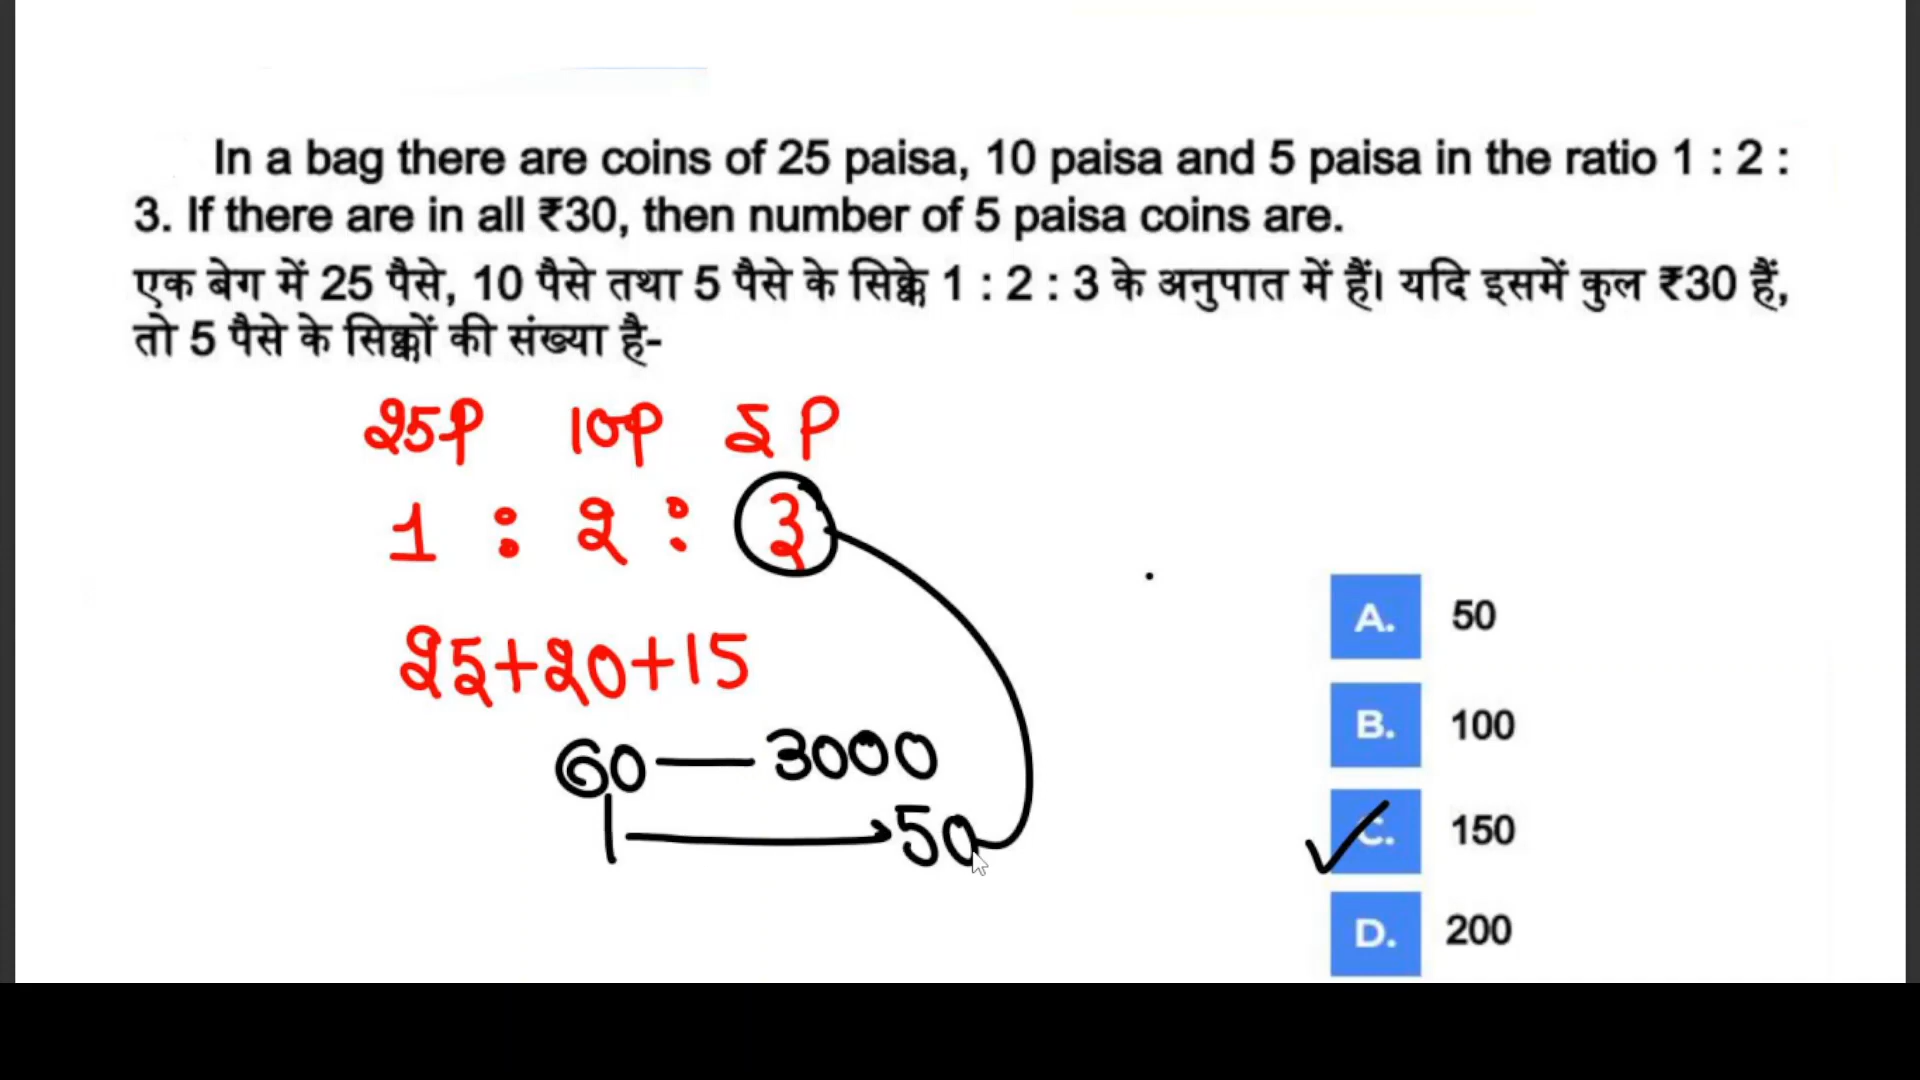 In a bag there are coins of 25 paisa, 10 paisa and 5 paisa in the ratio 1 : 2 :
3. If there are in all ₹30, then number of 5 paisa coins are.
एक बेग में 25 पैसे, 10 पैसे तथा 5 पैसे के सिक्के 1 : 2 : 3 के अनुपात में हैं। यदि इसमें कुल ₹30 हैं,
तो 5 पैसे के सिक्कों की संख्या है-
25P 10P 5 P
1 : 2 : 3
25+20+15
60 — 3000
1 → 50
A. 50
B. 100
C. 150
D. 200